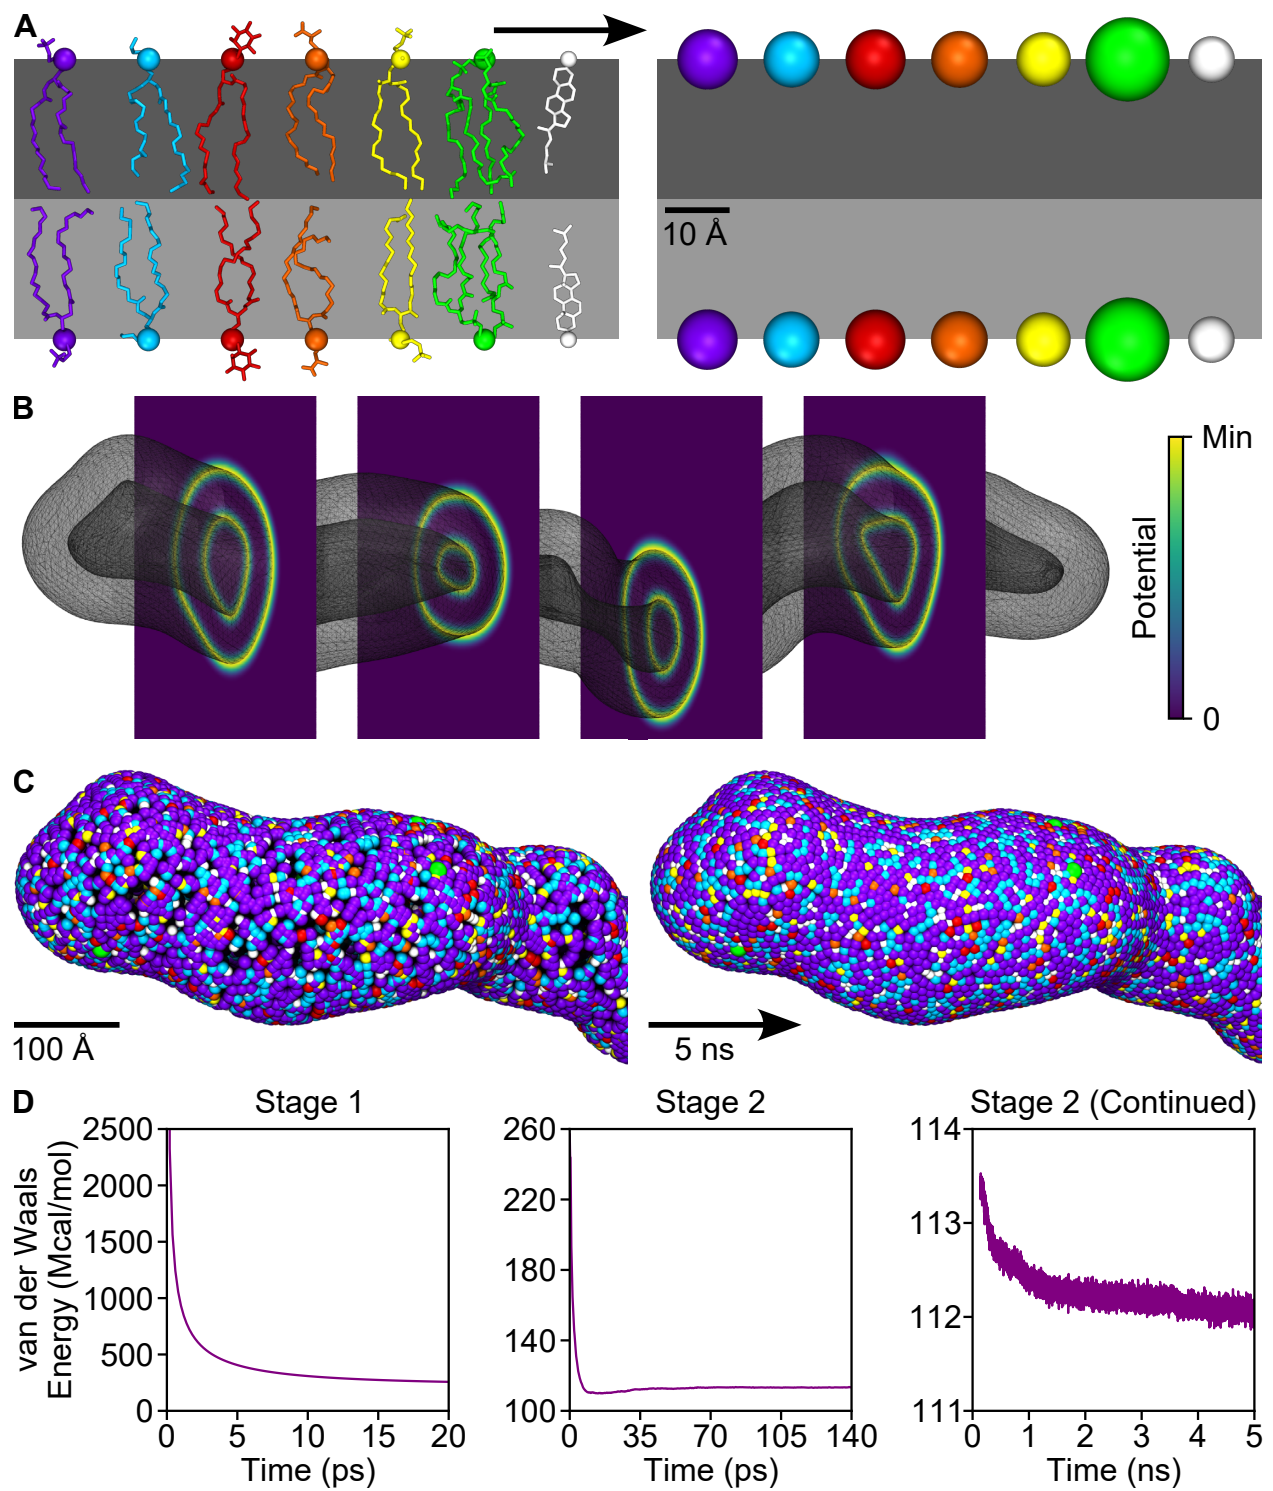 A
10 Å
B
Min
Potential
0
C
100 Å
5 ns
D
Stage 1
Stage 2
Stage 2 (Continued)
van der Waals
Energy (Mcal/mol)
2500
2000
1500
1000
500
0
0 5 10 15 20
Time (ps)
260
220
180
140
100
0 35 70 105 140
Time (ps)
114
113
112
111
0 1 2 3 4 5
Time (ns)